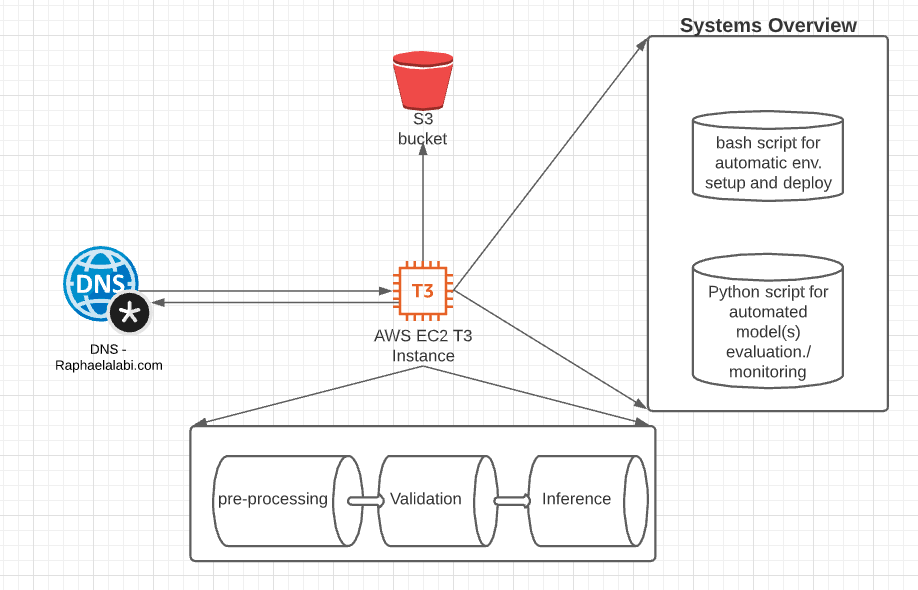 Systems Overview
S3
bucket
bash script for
automatic env.
setup and deploy
DNS
T3
Python script for
automated
model(s)
evaluation./
monitoring
AWS EC2 T3
Instance
DNS -
Raphaelalabi.com
pre-processing
Validation
Inference